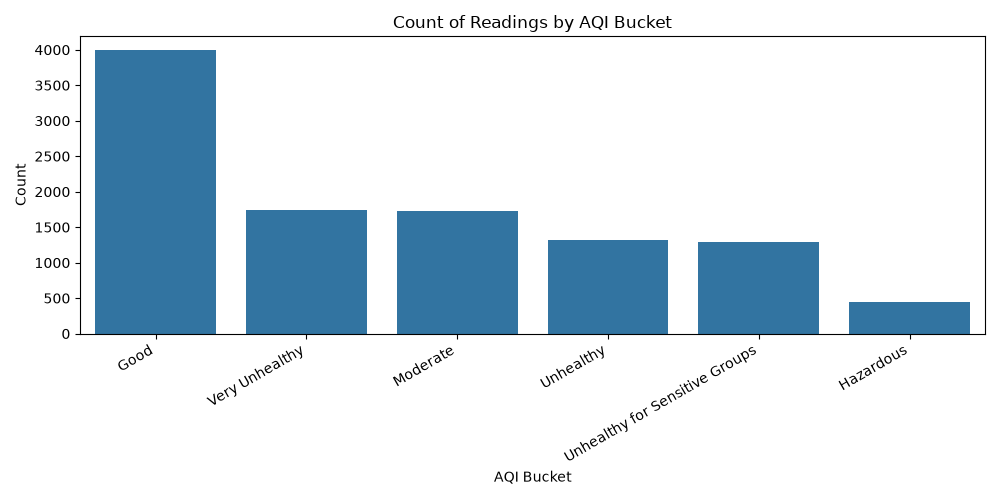 Count of Readings by AQI Bucket
Count
4000
3500
3000
2500
2000
1500
1000
500
0
Good
Very Unhealthy
Moderate
Unhealthy
Unhealthy for Sensitive Groups
Hazardous
AQI Bucket